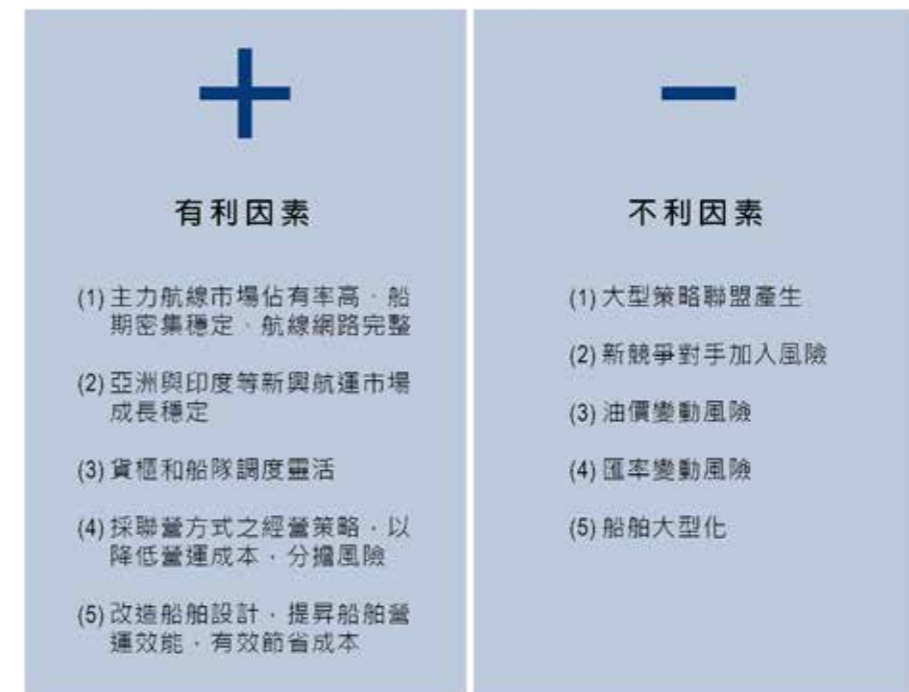 +
有利因素
(1) 主力航線市場佔有率高、船
期密集穩定、航線網路完整
(2) 亞洲與印度等新興航運市場
成長穩定
(3) 貨櫃和船隊調度靈活
(4) 採聯營方式之經營策略，以
降低營運成本，分擔風險
(5) 改造船舶設計，提昇船舶營
運效能，有效節省成本
−
不利因素
(1) 大型策略聯盟產生
(2) 新競爭對手加入風險
(3) 油價變動風險
(4) 匯率變動風險
(5) 船舶大型化